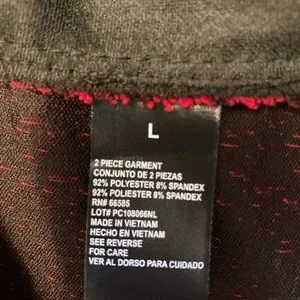 L
2 PIECE GARMENT
CONJUNTO DE 2 PIEZAS
92% POLYESTER 8% SPANDEX
92% POLIESTER 8% SPANDEX
RN# 66585
LOT# PC108066NL
MADE IN VIETNAM
HECHO EN VIETNAM
SEE REVERSE
FOR CARE
VER AL DORSO PARA CUIDADO